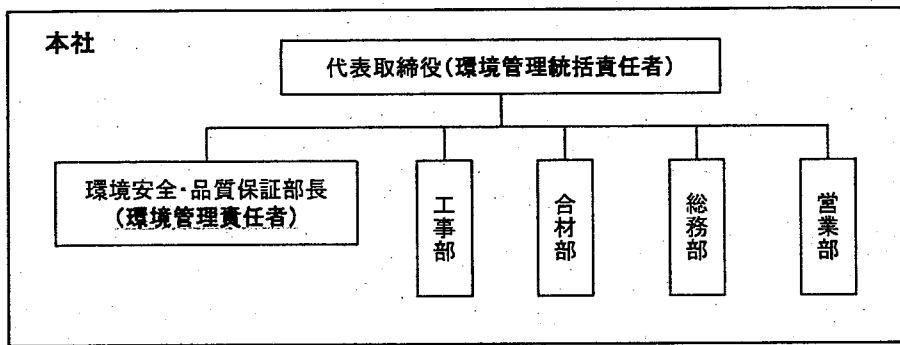 本社
代表取締役(環境管理統括責任者)
環境安全・品質保証部長
(環境管理責任者)
工事部
合材部
総務部
営業部